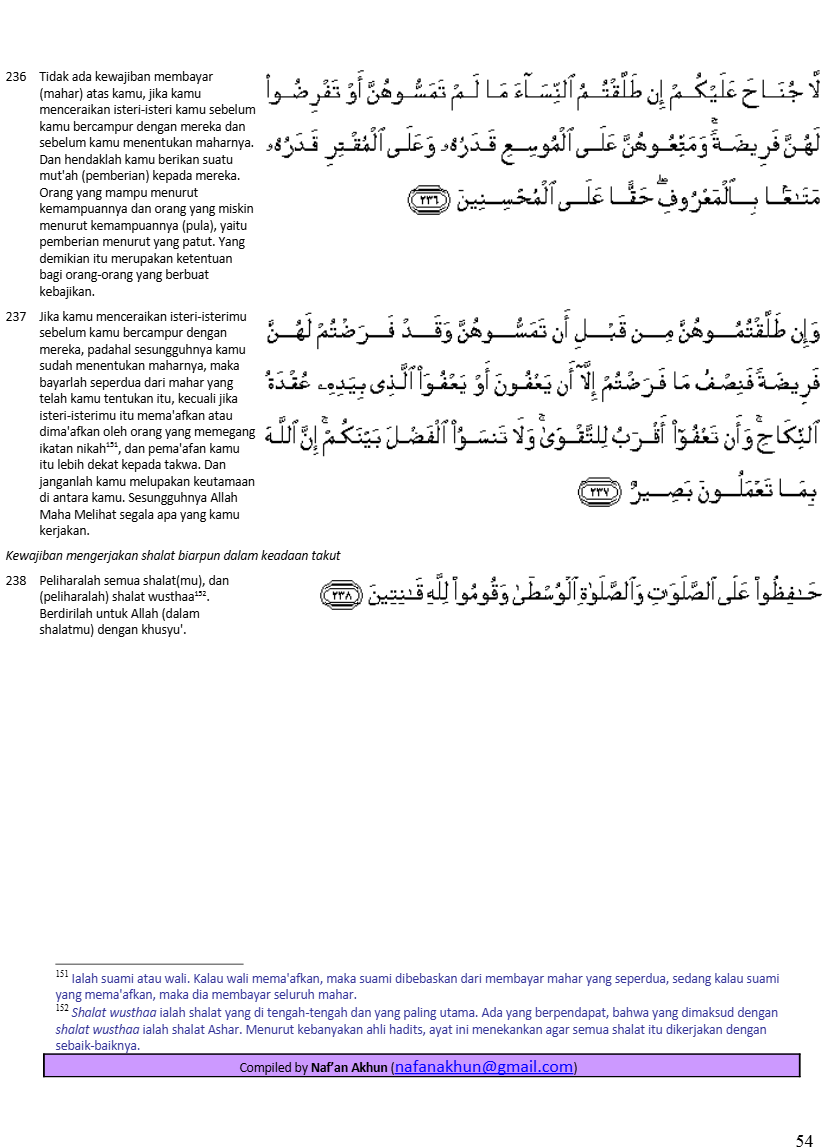 236 Tidak ada kewajiban membayar
(mahar) atas kamu, jika kamu
menceraikan isteri-isteri kamu sebelum
kamu bercampur dengan mereka dan
sebelum kamu menentukan maharnya.
Dan hendaklah kamu berikan suatu
mut'ah (pemberian) kepada mereka.
Orang yang mampu menurut
kemampuannya dan orang yang miskin
menurut kemampuannya (pula), yaitu
pemberian menurut yang patut. Yang
demikian itu merupakan ketentuan
bagi orang-orang yang berbuat
kebajikan.
لَّا جُنَاحَ عَلَيْكُمْ إِن طَلَّقْتُمُ ٱلنِّسَآءَ مَا لَمْ تَمَسُّوهُنَّ أَوْ تَفْرِضُوا۟
لَهُنَّ فَرِيضَةً ۚ وَمَتِّعُوهُنَّ عَلَى ٱلْمُوسِعِ قَدَرُهُۥ وَعَلَى ٱلْمُقْتِرِ قَدَرُهُۥ
مَتَـٰعًۢا بِٱلْمَعْرُوفِ ۖ حَقًّا عَلَى ٱلْمُحْسِنِينَ ٢٣٦
237 Jika kamu menceraikan isteri-isterimu
sebelum kamu bercampur dengan
mereka, padahal sesungguhnya kamu
sudah menentukan maharnya, maka
bayarlah seperdua dari mahar yang
telah kamu tentukan itu, kecuali jika
isteri-isterimu itu mema'afkan atau
dima'afkan oleh orang yang memegang
ikatan nikah¹⁵¹, dan pema'afan kamu
itu lebih dekat kepada takwa. Dan
janganlah kamu melupakan keutamaan
di antara kamu. Sesungguhnya Allah
Maha Melihat segala apa yang kamu
kerjakan.
وَإِن طَلَّقْتُمُوهُنَّ مِن قَبْلِ أَن تَمَسُّوهُنَّ وَقَدْ فَرَضْتُمْ لَهُنَّ
فَرِيضَةً فَنِصْفُ مَا فَرَضْتُمْ إِلَّآ أَن يَعْفُونَ أَوْ يَعْفُوَا۟ ٱلَّذِى بِيَدِهِۦ عُقْدَةُ
ٱلنِّكَاحِ ۚ وَأَن تَعْفُوٓا۟ أَقْرَبُ لِلتَّقْوَىٰ ۚ وَلَا تَنسَوُا۟ ٱلْفَضْلَ بَيْنَكُمْ ۚ إِنَّ ٱللَّهَ
بِمَا تَعْمَلُونَ بَصِيرٌ ٢٣٧
Kewajiban mengerjakan shalat biarpun dalam keadaan takut
238 Peliharalah semua shalat(mu), dan
(peliharalah) shalat wusthaa¹⁵².
Berdirilah untuk Allah (dalam
shalatmu) dengan khusyu'.
حَـٰفِظُوا۟ عَلَى ٱلصَّلَوَٰتِ وَٱلصَّلَوٰةِ ٱلْوُسْطَىٰ وَقُومُوا۟ لِلَّهِ قَـٰنِتِينَ ٢٣٨
¹⁵¹ Ialah suami atau wali. Kalau wali mema'afkan, maka suami dibebaskan dari membayar mahar yang seperdua, sedang kalau suami
yang mema'afkan, maka dia membayar seluruh mahar.
¹⁵² Shalat wusthaa ialah shalat yang di tengah-tengah dan yang paling utama. Ada yang berpendapat, bahwa yang dimaksud dengan
shalat wusthaa ialah shalat Ashar. Menurut kebanyakan ahli hadits, ayat ini menekankan agar semua shalat itu dikerjakan dengan
sebaik-baiknya.
Compiled by Naf’an Akhun (nafanakhun@gmail.com)
54